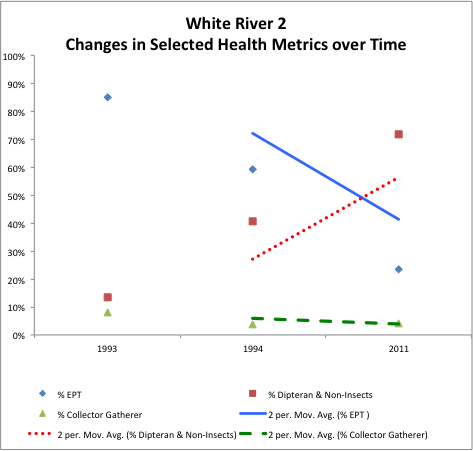 White River 2
Changes in Selected Health Metrics over Time
100%
90%
80%
70%
60%
50%
40%
30%
20%
10%
0%
1993 1994 2011
% EPT % Dipteran & Non-Insects
% Collector Gatherer 2 per. Mov. Avg. (% EPT )
2 per. Mov. Avg. (% Dipteran & Non-Insects) 2 per. Mov. Avg. (% Collector Gatherer)